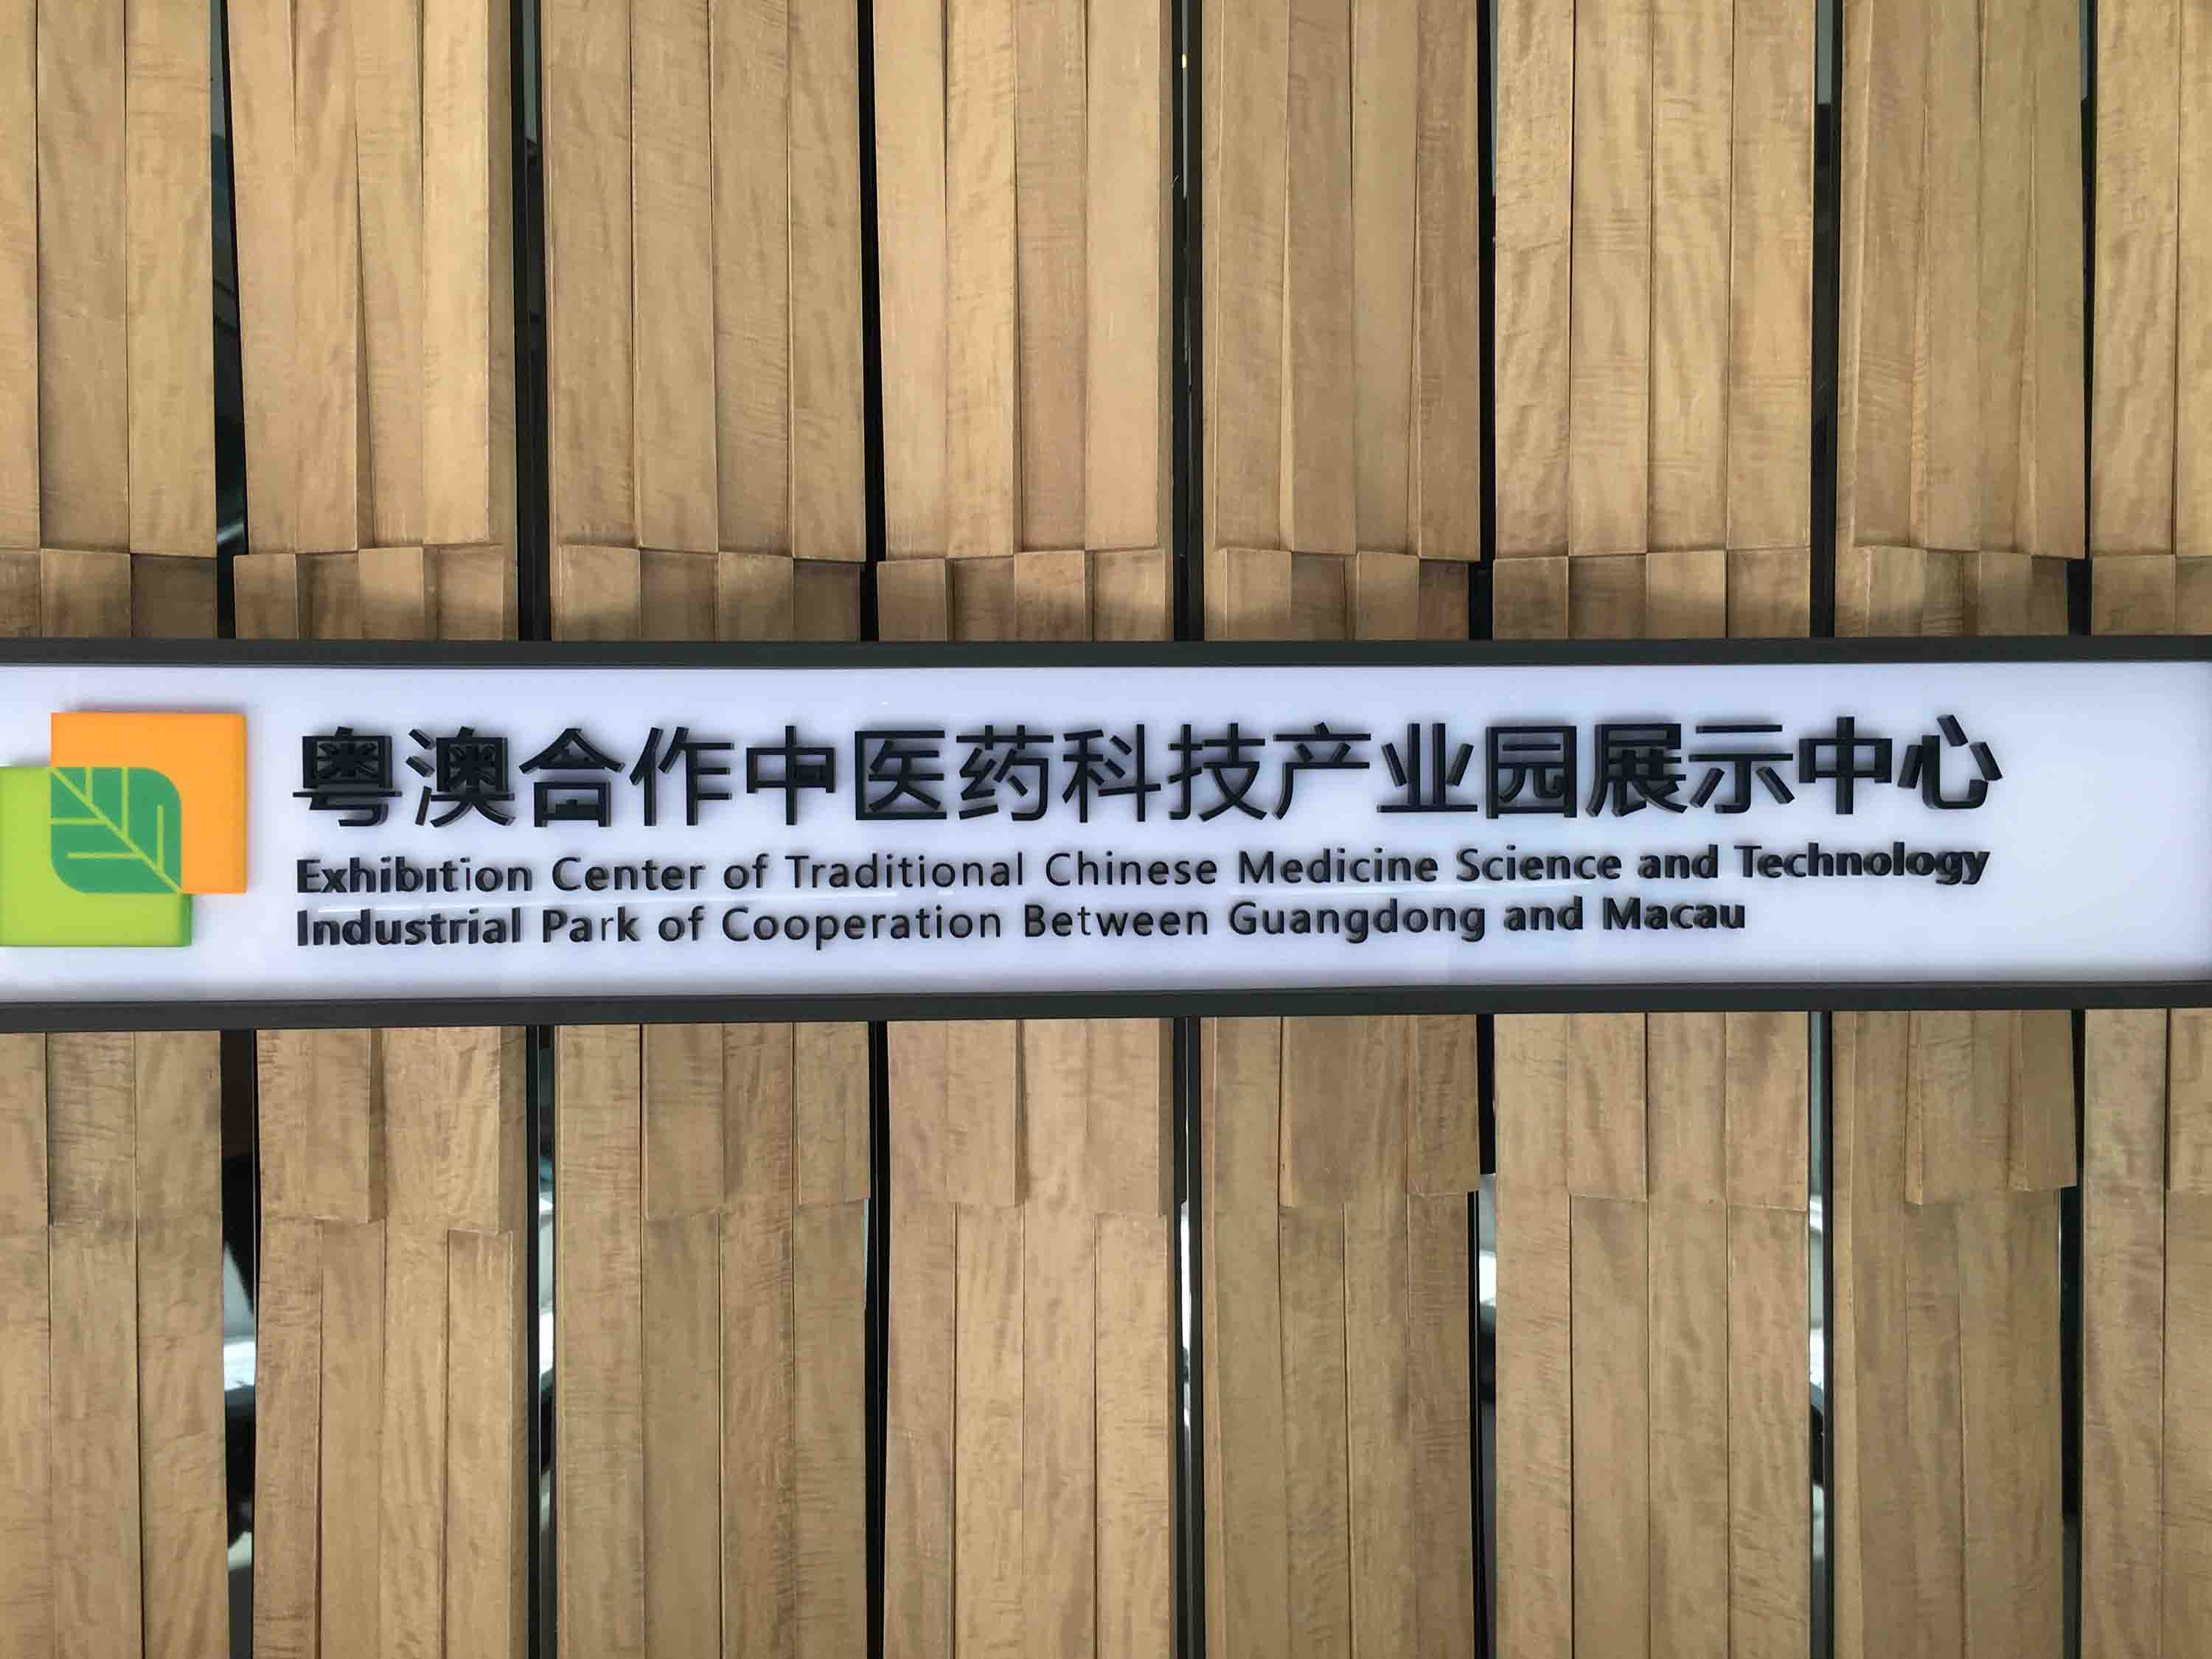 粤澳合作中医药科技产业园展示中心
Exhibition Center of Traditional Chinese Medicine Science and Technology
Industrial Park of Cooperation Between Guangdong and Macau